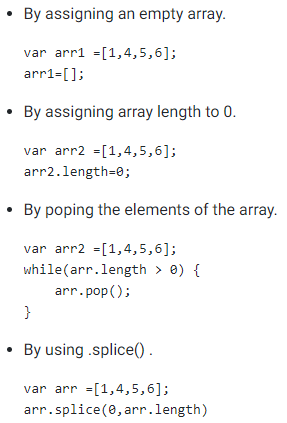 • By assigning an empty array.
var arr1 =[1,4,5,6];
arr1=[];
• By assigning array length to 0.
var arr2 =[1,4,5,6];
arr2.length=0;
• By poping the elements of the array.
var arr2 =[1,4,5,6];
while(arr.length > 0) {
    arr.pop();
}
• By using .splice() .
var arr =[1,4,5,6];
arr.splice(0,arr.length)